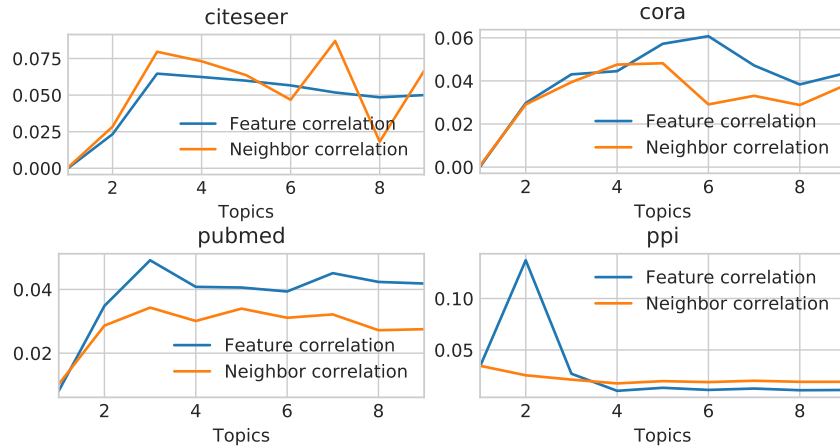 citeseer
0.075
0.050
0.025
0.000
Feature correlation
Neighbor correlation
2 4 6 8
Topics
cora
0.06
0.04
0.02
0.00
Feature correlation
Neighbor correlation
2 4 6 8
Topics
pubmed
0.04
0.02
Feature correlation
Neighbor correlation
2 4 6 8
Topics
ppi
0.10
0.05
Feature correlation
Neighbor correlation
2 4 6 8
Topics